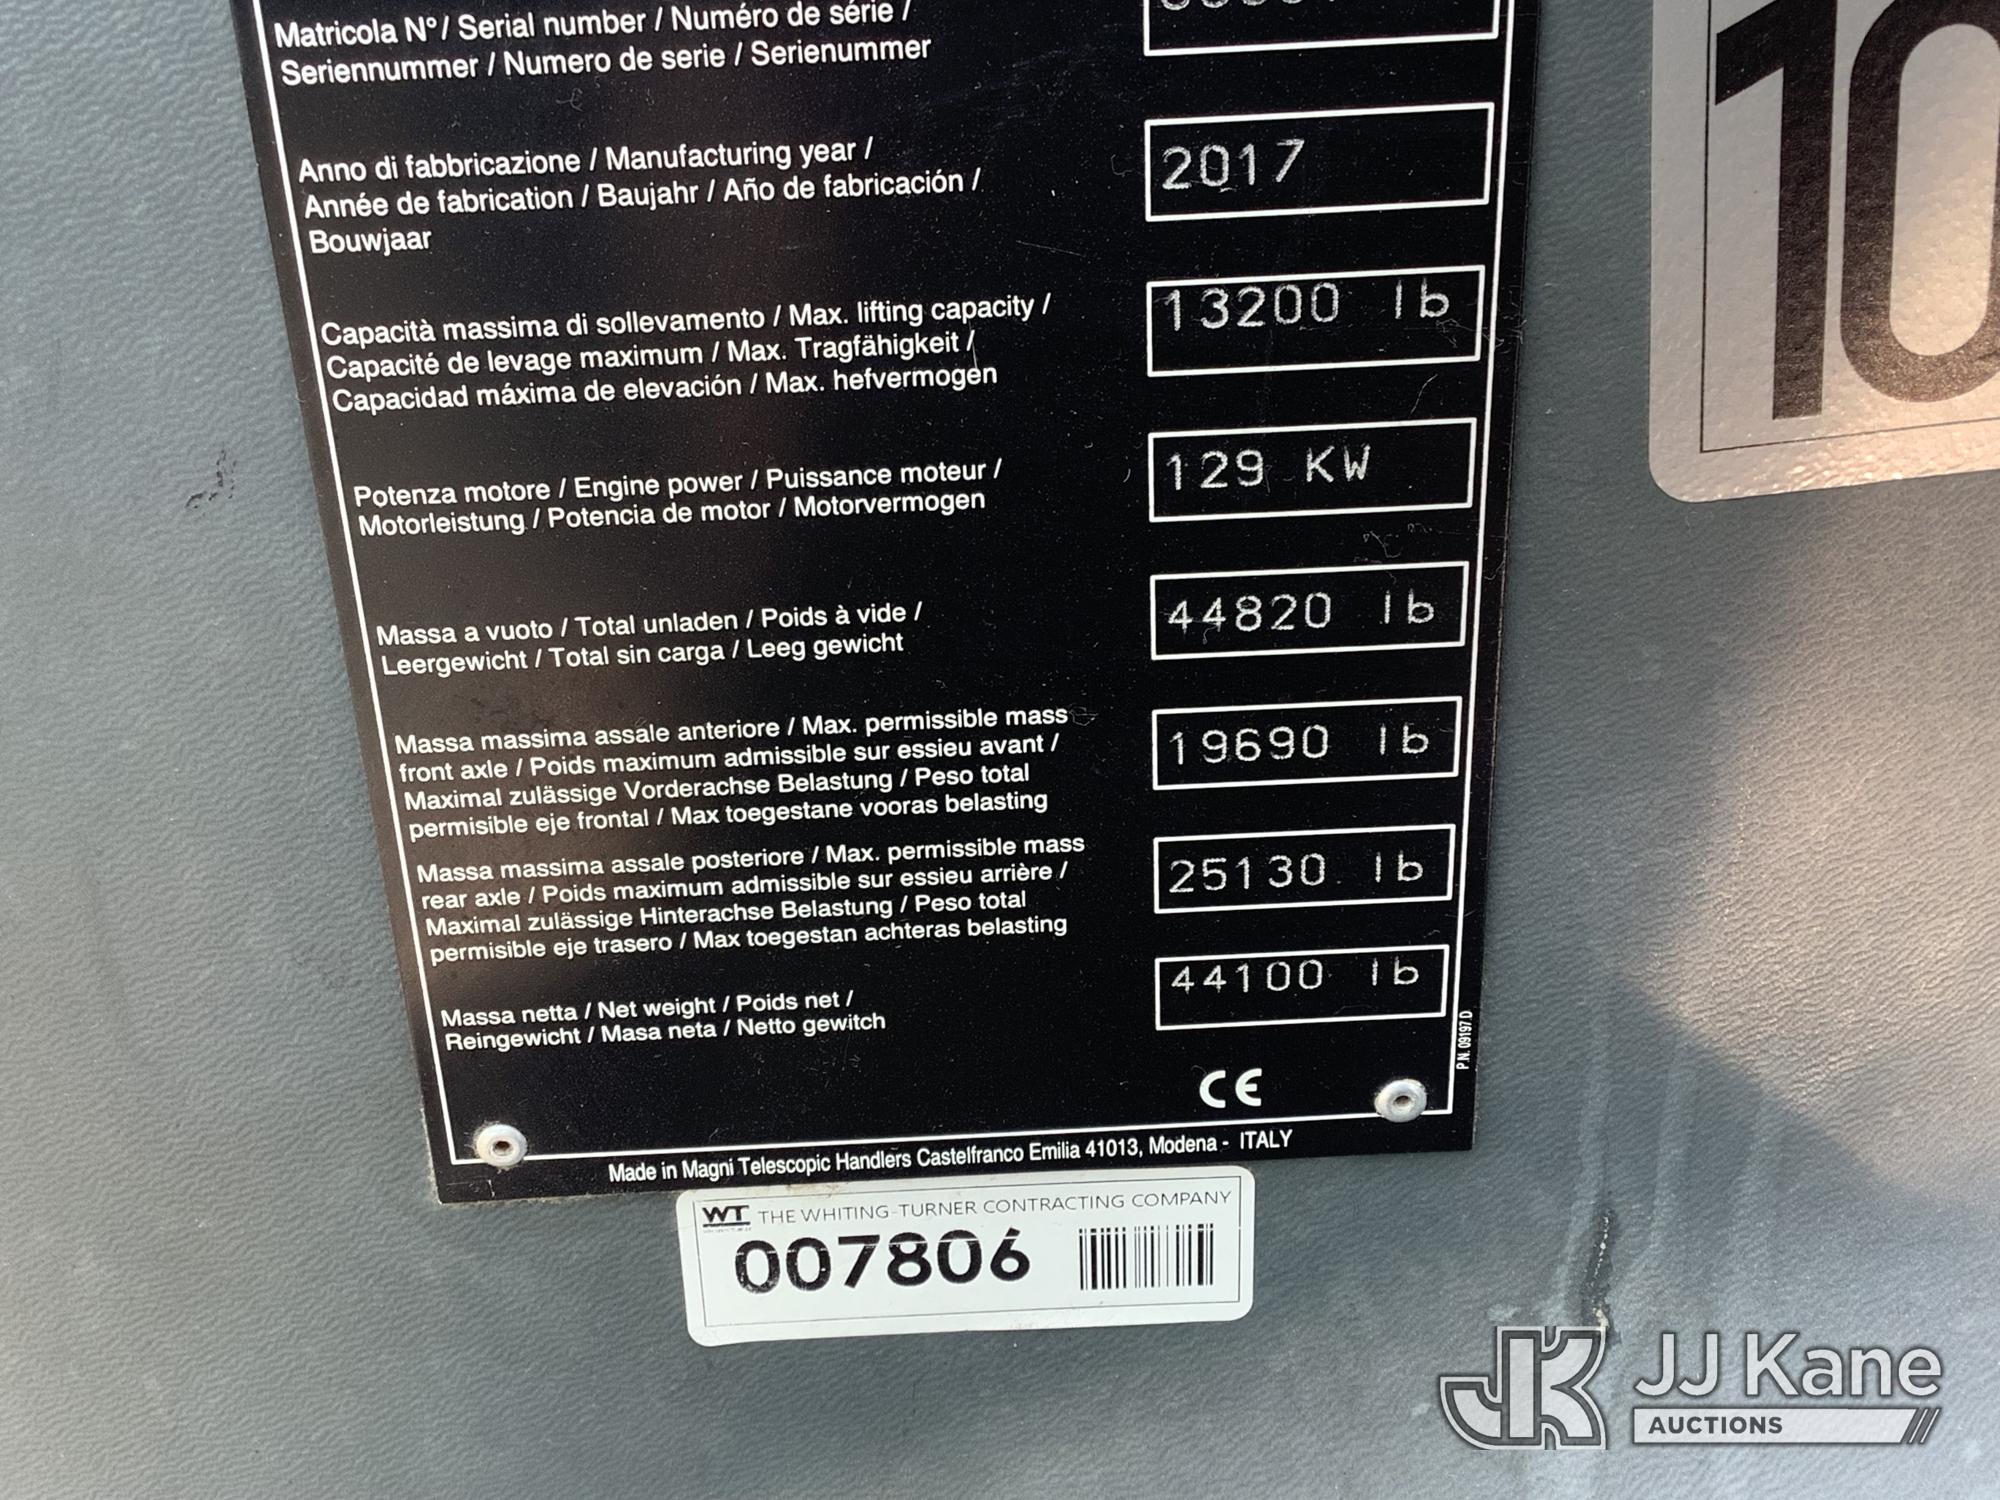 Matricola N° / Serial number / Numéro de série /
Seriennummer / Numero de serie / Serienummer
Anno di fabbricazione / Manufacturing year /
Année de fabrication / Baujahr / Año de fabricación /
Bouwjaar
2017
Capacità massima di sollevamento / Max. lifting capacity /
Capacité de levage maximum / Max. Tragfähigkeit /
Capacidad máxima de elevación / Max. hefvermogen
13200 lb
Potenza motore / Engine power / Puissance moteur /
Motorleistung / Potencia de motor / Motorvermogen
129 KW
Massa a vuoto / Total unladen / Poids à vide /
Leergewicht / Total sin carga / Leeg gewicht
44820 lb
Massa massima assale anteriore / Max. permissible mass
front axle / Poids maximum admissible sur essieu avant /
Maximal zulässige Vorderachse Belastung / Peso total
permisible eje frontal / Max toegestane vooras belasting
19690 lb
Massa massima assale posteriore / Max. permissible mass
rear axle / Poids maximum admissible sur essieu arrière /
Maximal zulässige Hinterachse Belastung / Peso total
permisible eje trasero / Max toegestan achteras belasting
25130 lb
Massa netta / Net weight / Poids net /
Reingewicht / Masa neta / Netto gewitch
44100 lb
P.N. 09197.D
CE
Made in Magni Telescopic Handlers Castelfranco Emilia 41013, Modena - ITALY
WT THE WHITING-TURNER CONTRACTING COMPANY
007806
10
JK JJ Kane
AUCTIONS